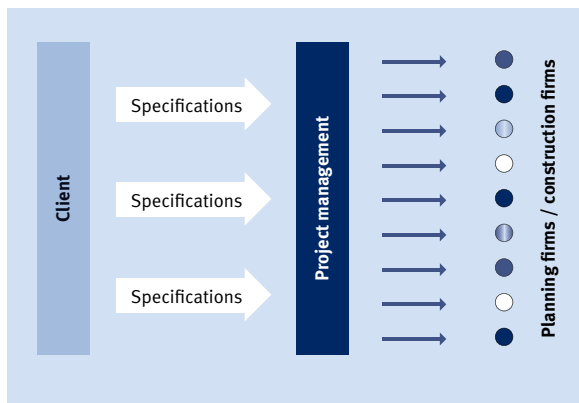 Client
Specifications
Specifications
Specifications
Project management
Planning firms / construction firms